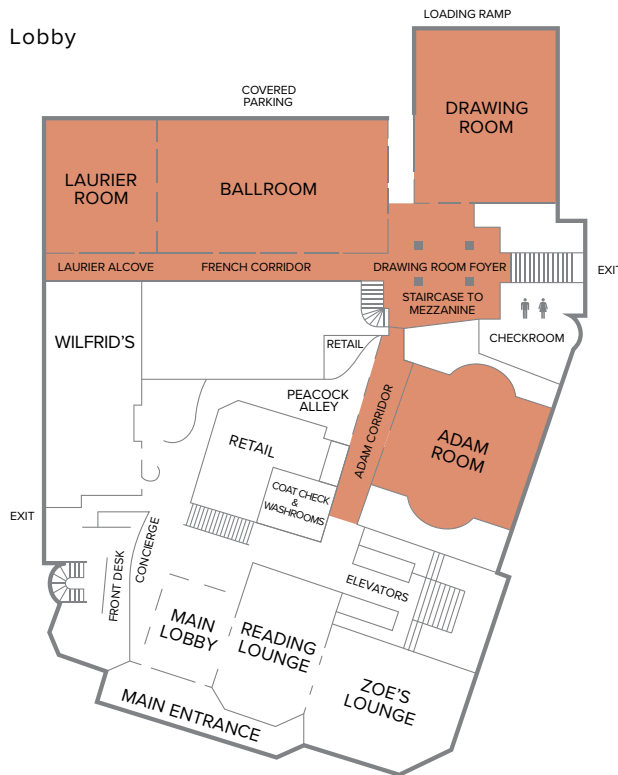 LOADING RAMP
Lobby
COVERED
PARKING
DRAWING
ROOM
LAURIER
ROOM
BALLROOM
LAURIER ALCOVE
FRENCH CORRIDOR
DRAWING ROOM FOYER
EXIT
STAIRCASE TO
MEZZANINE
WILFRID'S
RETAIL
CHECKROOM
PEACOCK
ALLEY
ADAM CORRIDOR
ADAM
ROOM
RETAIL
COAT CHECK
&
WASHROOMS
EXIT
CONCIERGE
FRONT DESK
ELEVATORS
MAIN
LOBBY
READING
LOUNGE
ZOE'S
LOUNGE
MAIN ENTRANCE